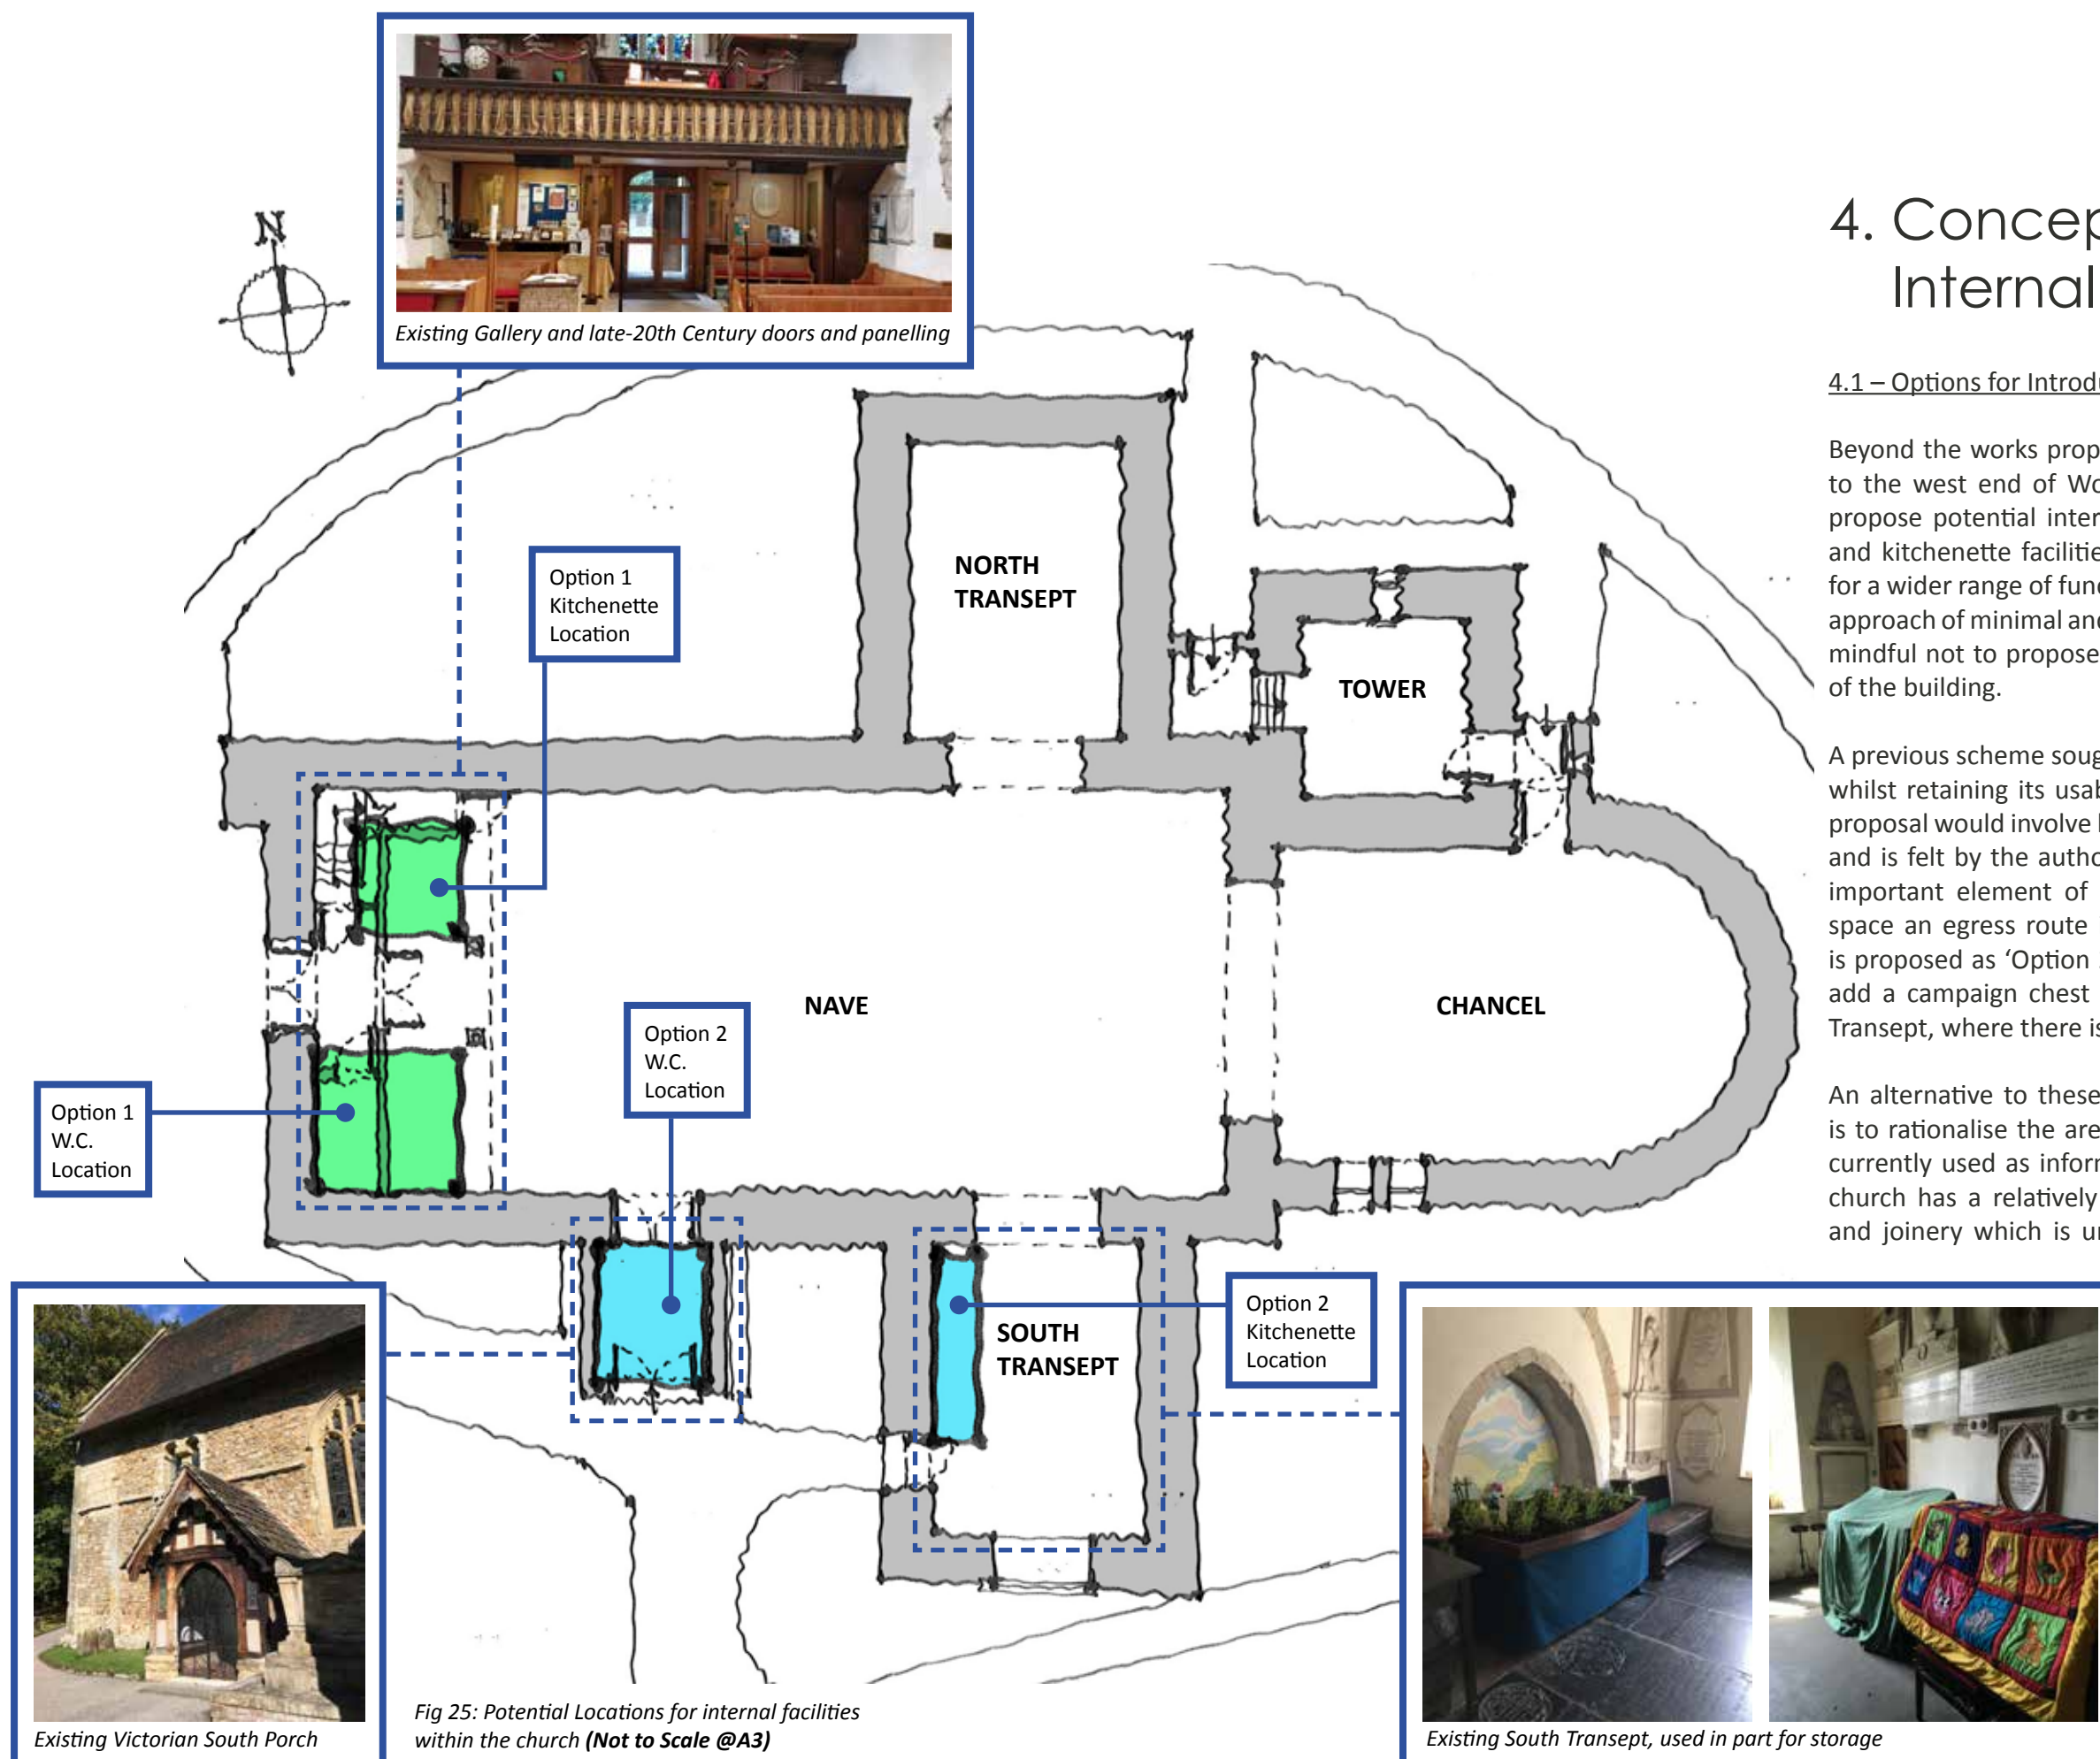 Existing Gallery and late-20th Century doors and panelling
N
Option 1
Kitchenette
Location
NORTH
TRANSEPT
TOWER
NAVE
CHANCEL
Option 2
W.C.
Location
Option 1
W.C.
Location
SOUTH
TRANSEPT
Option 2
Kitchenette
Location
Existing Victorian South Porch
Fig 25: Potential Locations for internal facilities
within the church (Not to Scale @A3)
Existing South Transept, used in part for storage
4. Concep
Internal
4.1 – Options for Introdu
Beyond the works prop
to the west end of Wo
propose potential inter
and kitchenette facilitie
for a wider range of func
approach of minimal and
mindful not to propose
of the building.
A previous scheme soug
whilst retaining its usab
proposal would involve
and is felt by the autho
important element of
space an egress route
is proposed as ‘Option
add a campaign chest
Transept, where there is
An alternative to these
is to rationalise the are
currently used as inform
church has a relatively
and joinery which is un